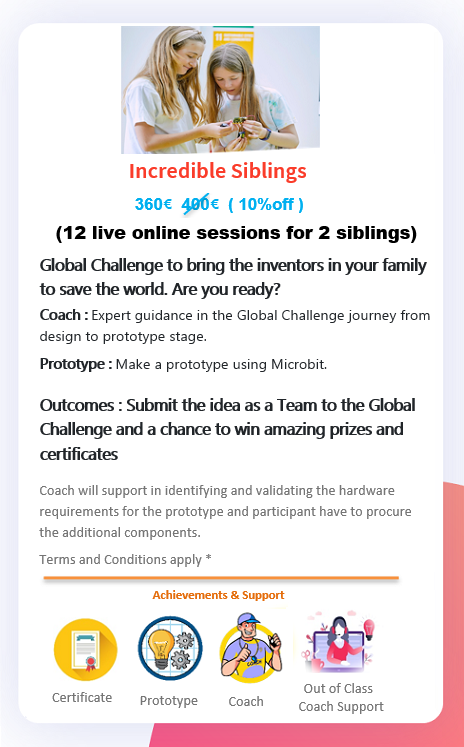 Incredible Siblings
360€ 400€ ( 10%off )
(12 live online sessions for 2 siblings)
Global Challenge to bring the inventors in your family
to save the world. Are you ready?
Coach : Expert guidance in the Global Challenge journey from
design to prototype stage.
Prototype : Make a prototype using Microbit.
Outcomes : Submit the idea as a Team to the Global
Challenge and a chance to win amazing prizes and
certificates
Coach will support in identifying and validating the hardware
requirements for the prototype and participant have to procure
the additional components.
Terms and Conditions apply *
Achievements & Support
COACH
Certificate
Prototype
Coach
Out of Class
Coach Support